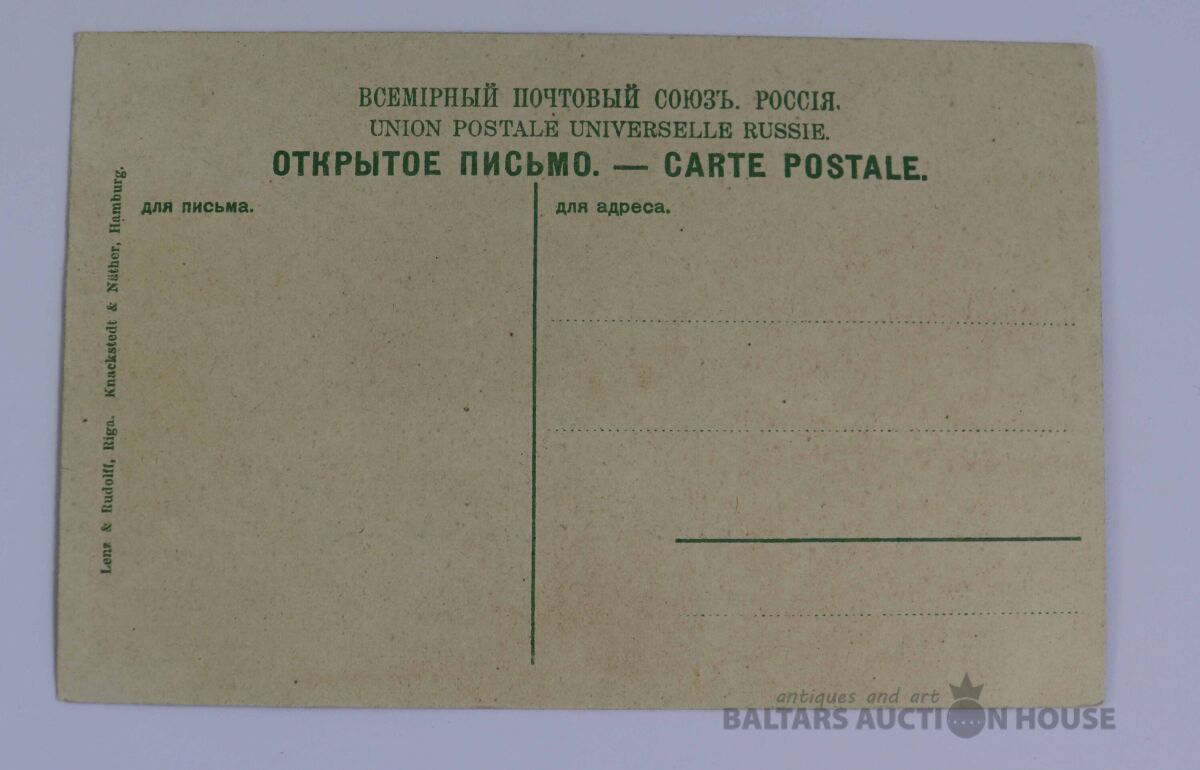 ВСЕМІРНЫЙ ПОЧТОВЫЙ СОЮЗЪ. РОССІЯ.
UNION POSTALE UNIVERSELLE RUSSIE.
ОТКРЫТОЕ ПИСЬМО. — CARTE POSTALE.
для письма.
для адреса.
Lenz & Rudolff, Riga. Knackstedt & Näther, Hamburg.
antiques and art
BALTARS AUCTION HOUSE